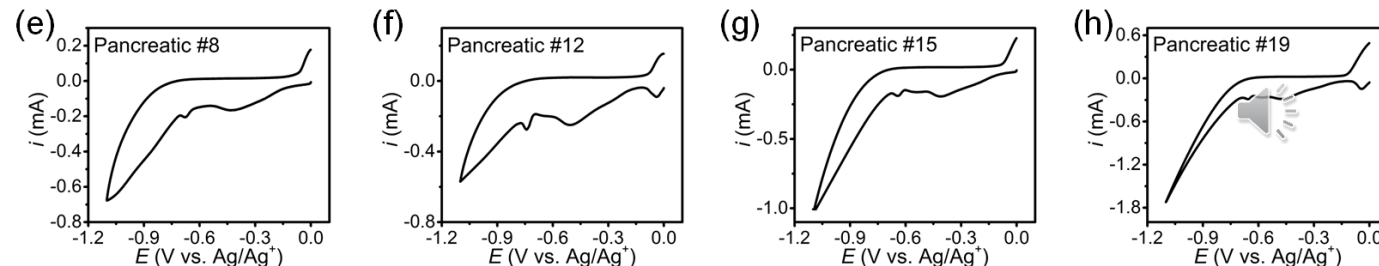 (e)
Pancreatic #8
0.2
0.0
-0.2
-0.4
-0.6
-0.8
i (mA)
-1.2 -0.9 -0.6 -0.3 0.0
E (V vs. Ag/Ag⁺)
(f)
Pancreatic #12
0.4
0.0
-0.4
-0.8
i (mA)
-1.2 -0.9 -0.6 -0.3 0.0
E (V vs. Ag/Ag⁺)
(g)
Pancreatic #15
0.0
-0.5
-1.0
i (mA)
-1.2 -0.9 -0.6 -0.3 0.0
E (V vs. Ag/Ag⁺)
(h)
Pancreatic #19
0.6
0.0
-0.6
-1.2
-1.8
i (mA)
-1.2 -0.9 -0.6 -0.3 0.0
E (V vs. Ag/Ag⁺)